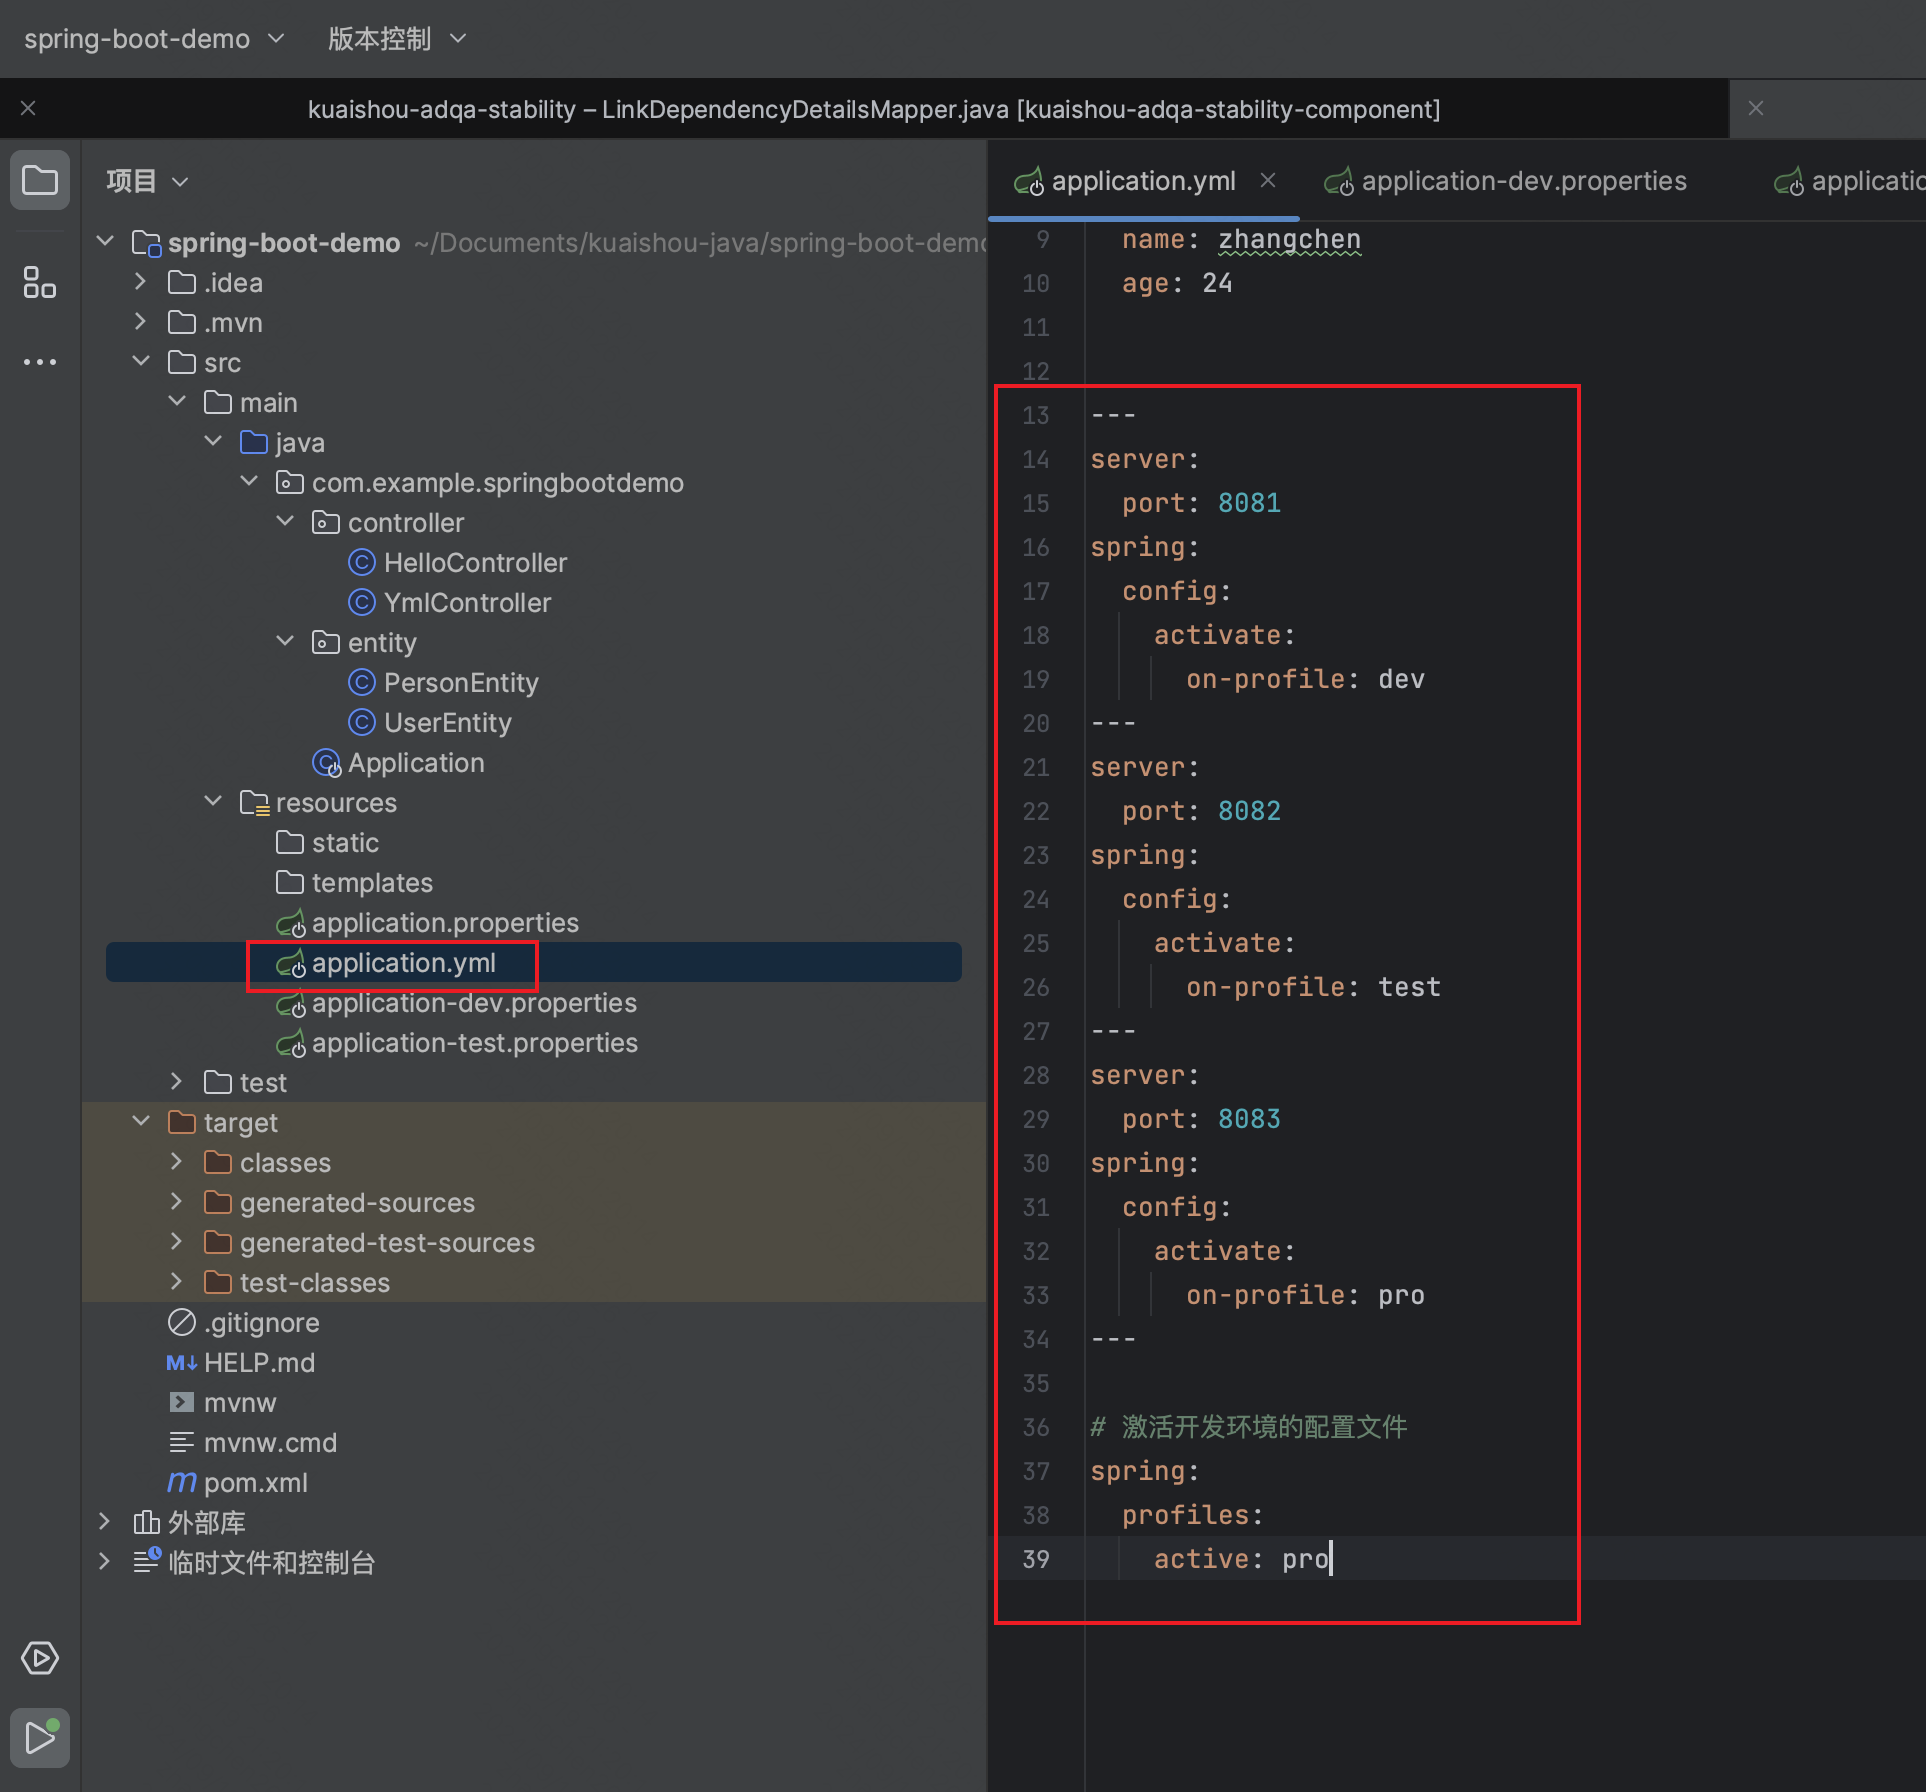 spring-boot-demo 版本控制
kuaishou-adqa-stability – LinkDependencyDetailsMapper.java [kuaishou-adqa-stability-component]
项目
spring-boot-demo ~/Documents/kuaishou-java/spring-boot-demo
.idea
.mvn
src
main
java
com.example.springbootdemo
controller
HelloController
YmlController
entity
PersonEntity
UserEntity
Application
resources
static
templates
application.properties
application.yml
application-dev.properties
application-test.properties
test
target
classes
generated-sources
generated-test-sources
test-classes
.gitignore
HELP.md
mvnw
mvnw.cmd
pom.xml
外部库
临时文件和控制台
application.yml application-dev.properties applicatio
9 name: zhangchen
10 age: 24
11
12
13 ---
14 server:
15 port: 8081
16 spring:
17 config:
18 activate:
19 on-profile: dev
20 ---
21 server:
22 port: 8082
23 spring:
24 config:
25 activate:
26 on-profile: test
27 ---
28 server:
29 port: 8083
30 spring:
31 config:
32 activate:
33 on-profile: pro
34 ---
35
36 # 激活开发环境的配置文件
37 spring:
38 profiles:
39 active: pro